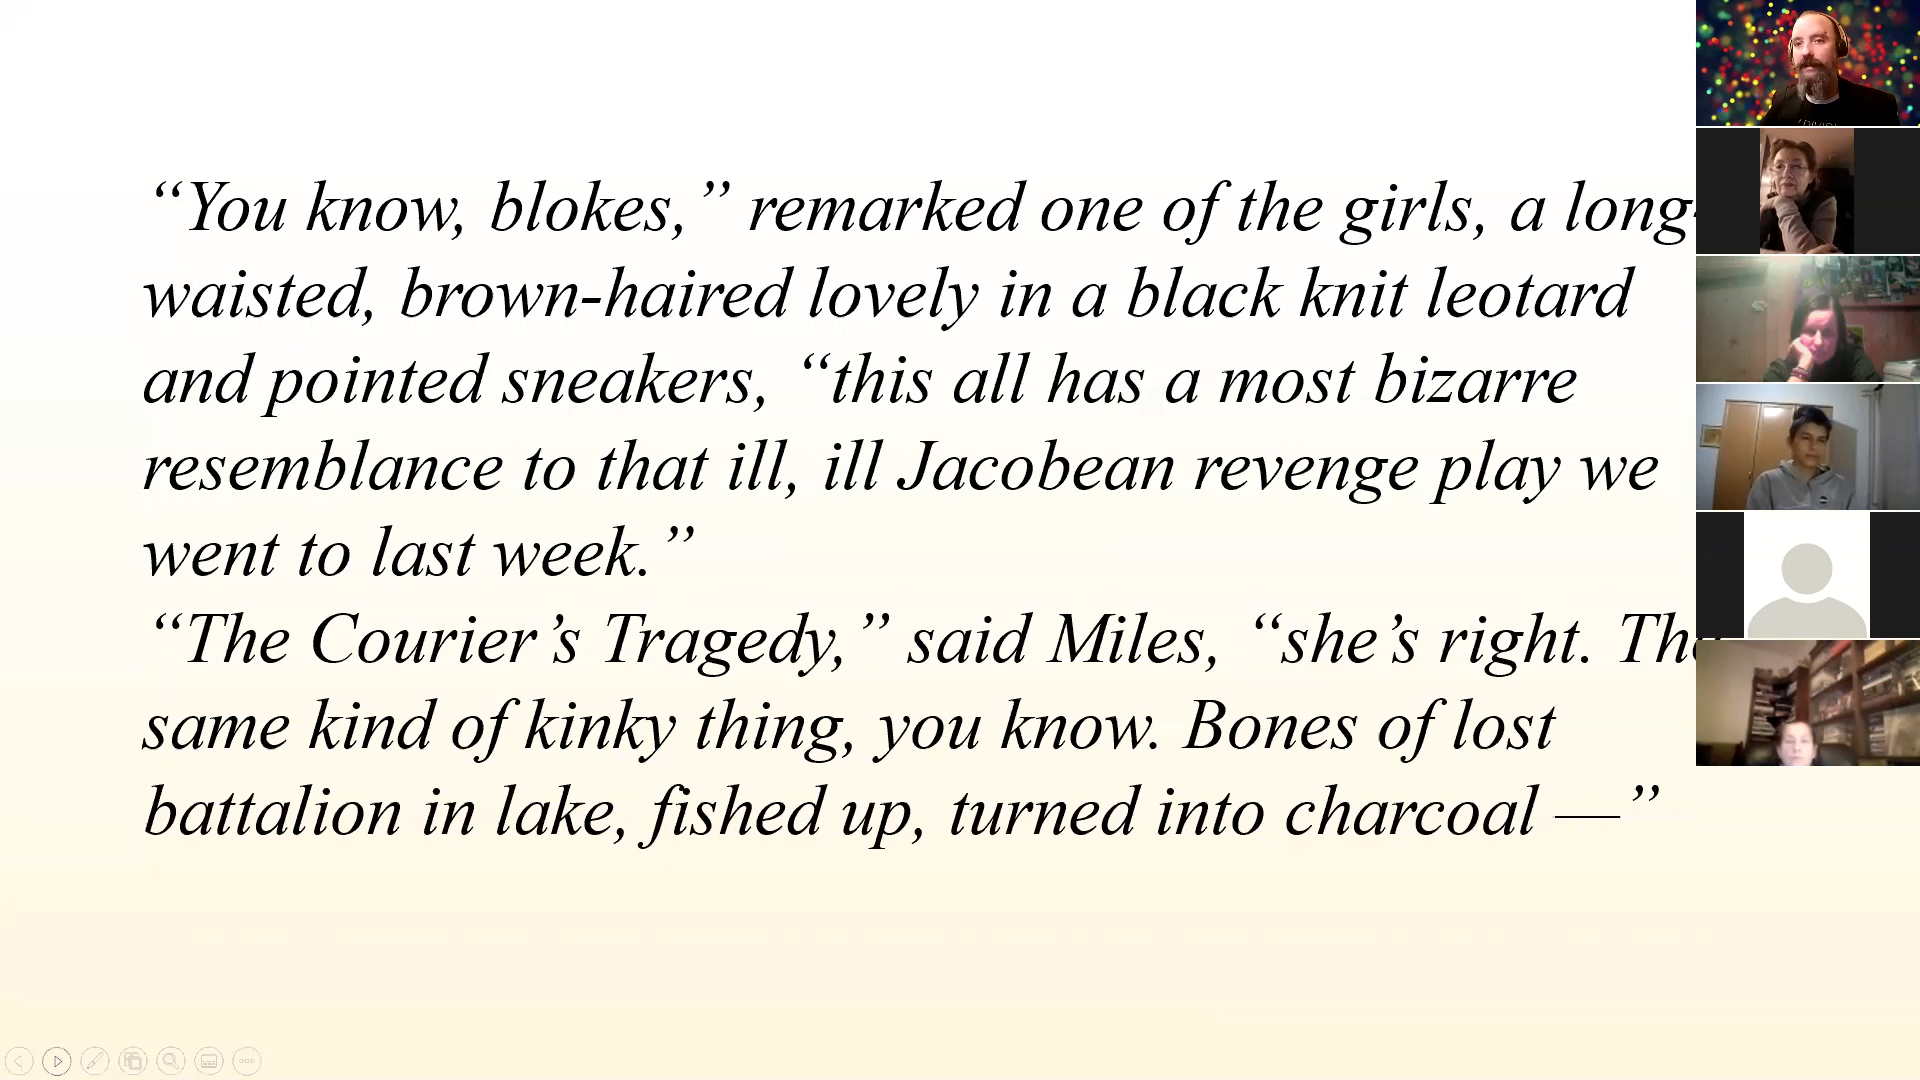 “You know, blokes,” remarked one of the girls, a long-
waisted, brown-haired lovely in a black knit leotard
and pointed sneakers, “this all has a most bizarre
resemblance to that ill, ill Jacobean revenge play we
went to last week.”
“The Courier’s Tragedy,” said Miles, “she’s right. The
same kind of kinky thing, you know. Bones of lost
battalion in lake, fished up, turned into charcoal —”